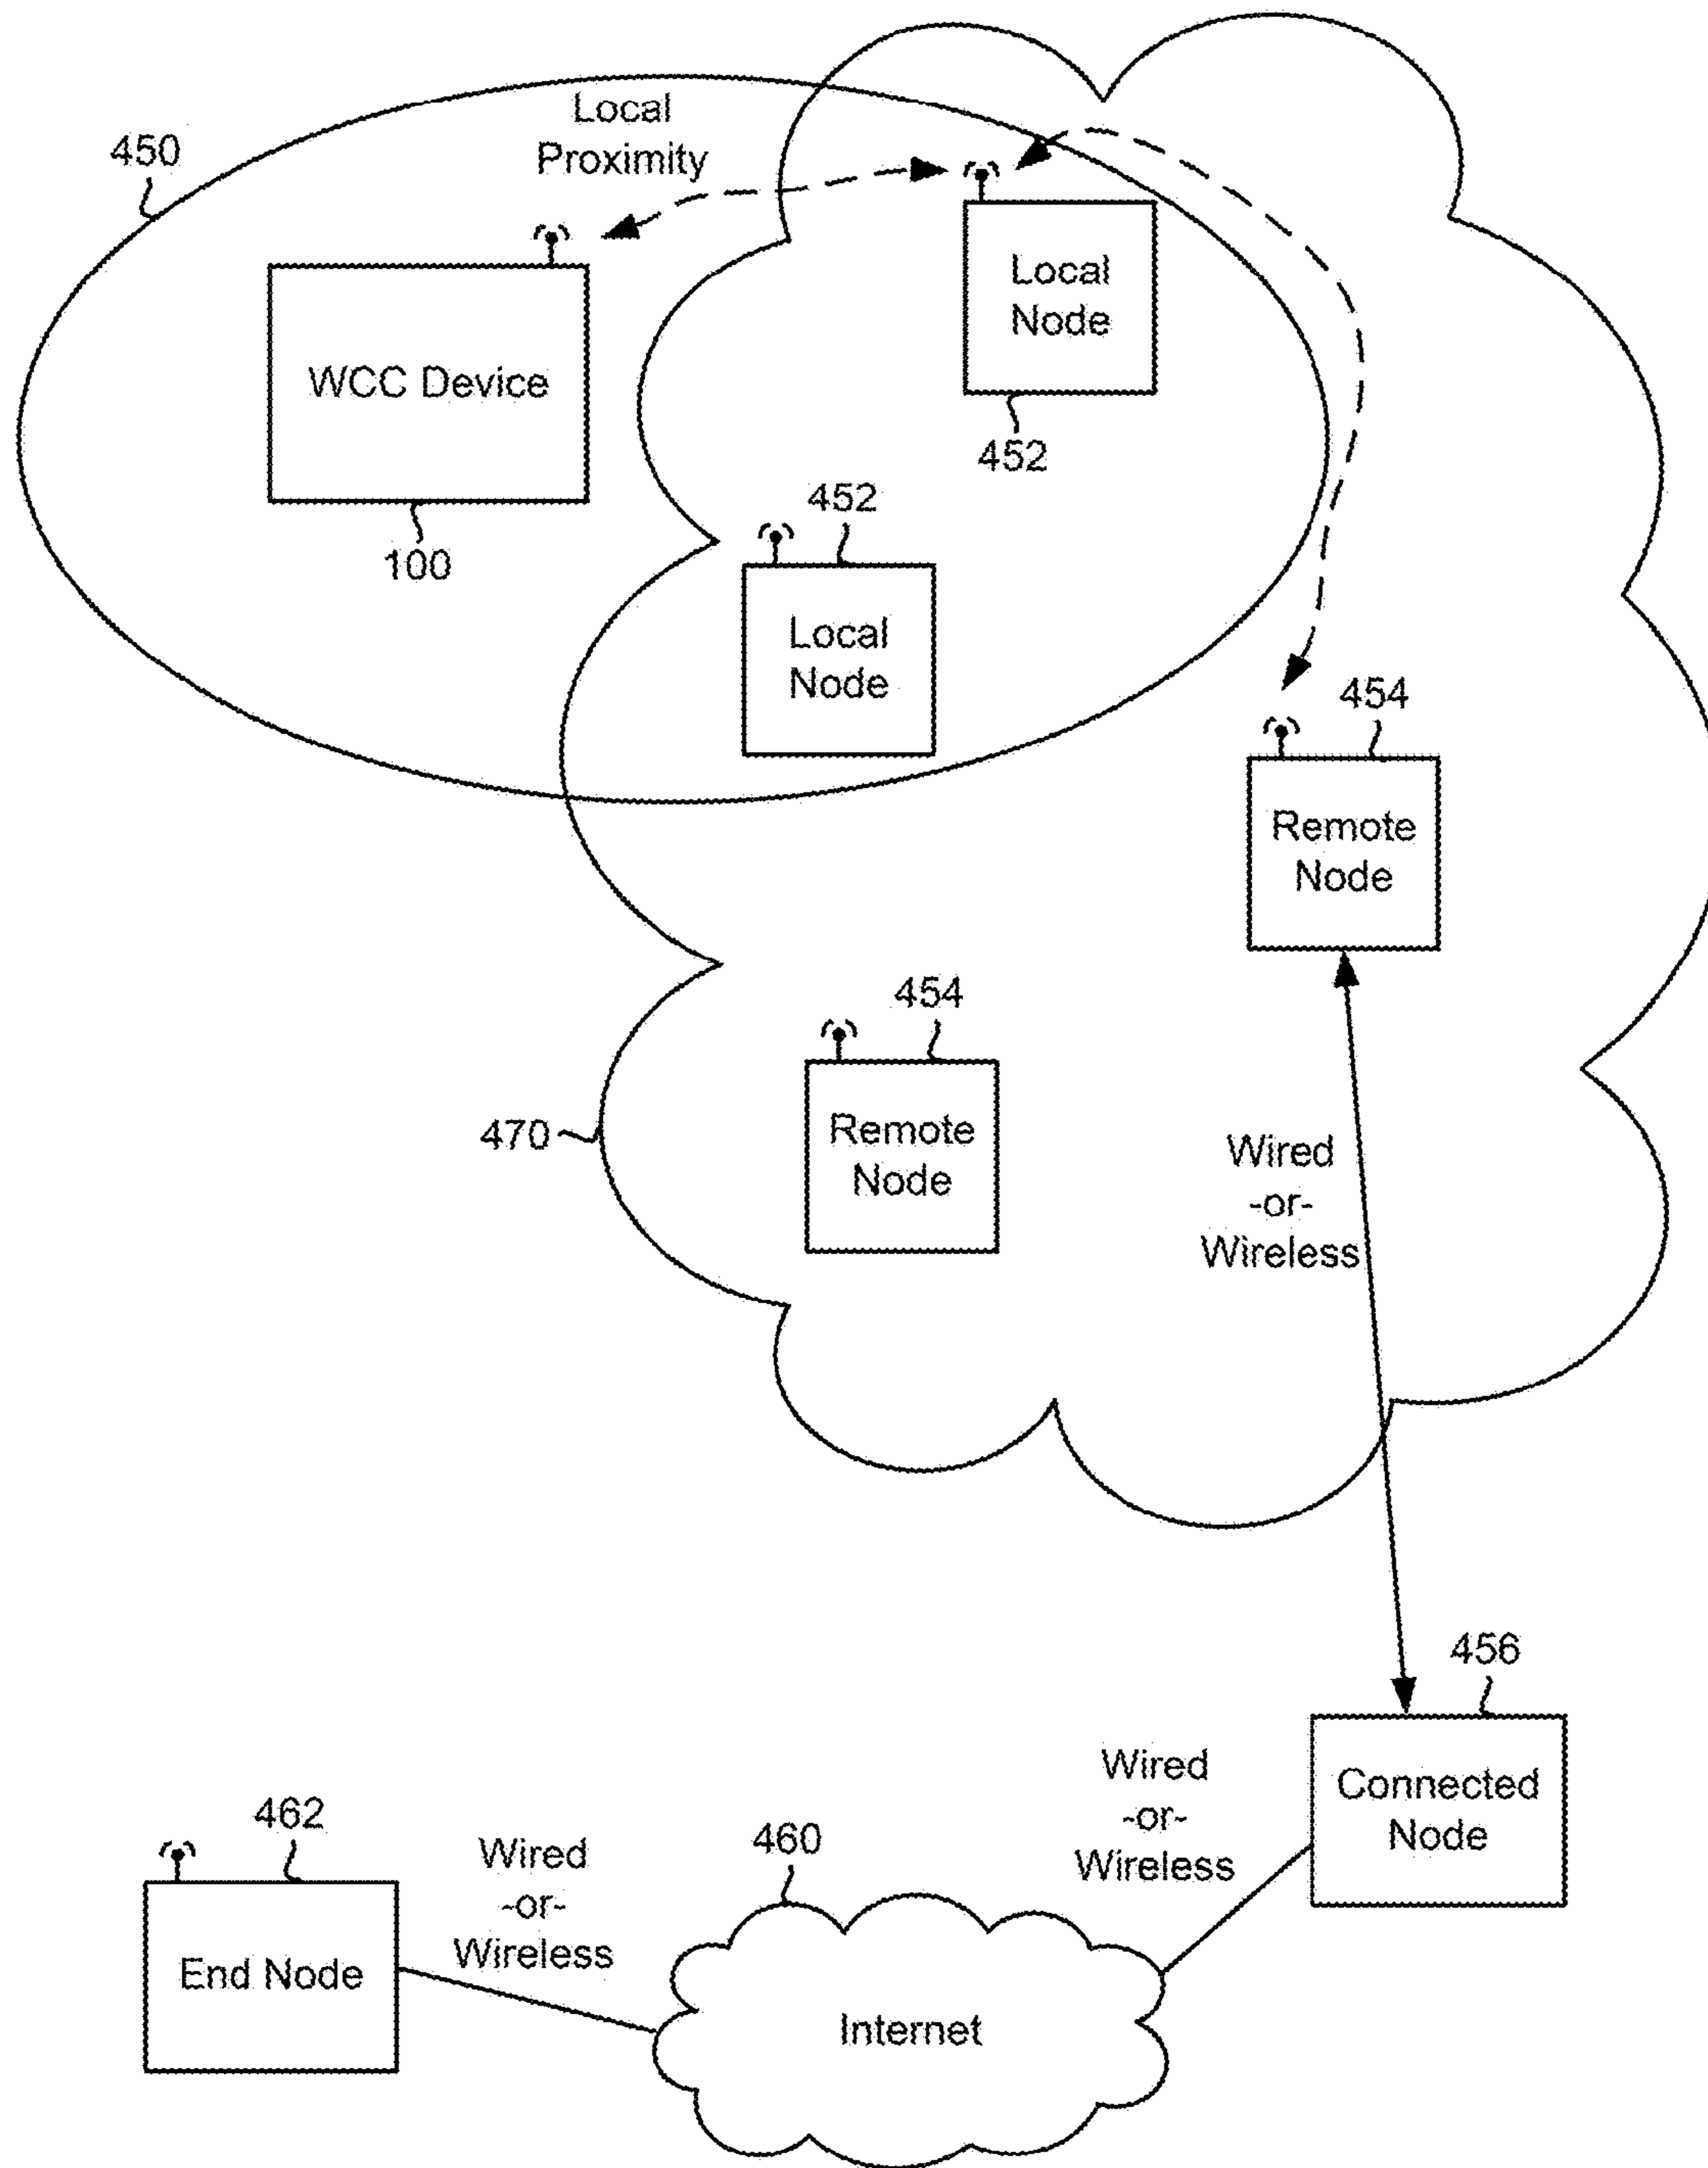 Local
Proximity
450
Local
Node
452
WCC Device
100
452
Local
Node
454
Remote
Node
454
Remote
Node
470
Wired
-or-
Wireless
456
Connected
Node
Wired
-or-
Wireless
462
End Node
Wired
-or-
Wireless
460
Internet